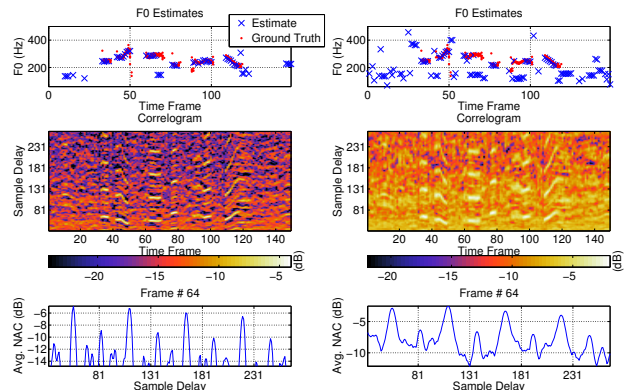 F0 Estimates
F0 Estimates
Estimate
Ground Truth
F0 (Hz)
400
200
0 50 100
Time Frame
400
200
0 50 100
Time Frame
Correlogram
Correlogram
Sample Delay
231
181
131
81
20 40 60 80 100 120 140
Time Frame
231
181
131
81
20 40 60 80 100 120 140
Time Frame
−20 −15 −10 −5
(dB)
−20 −15 −10 −5
(dB)
Frame # 64
Frame # 64
Avg. NAC (dB)
−6
−8
−10
−12
−14
81 131 181 231
Sample Delay
Avg. NAC (dB)
−5
−10
81 131 181 231
Sample Delay